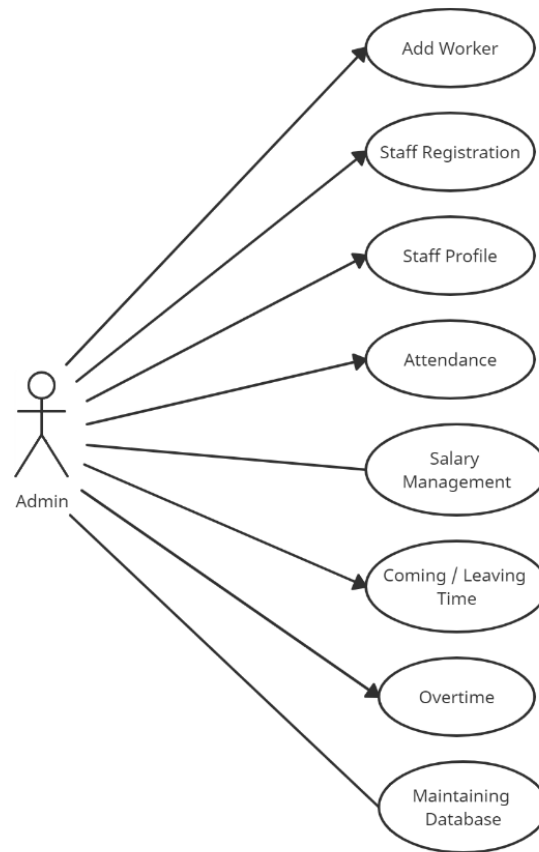 Add Worker
Staff Registration
Staff Profile
Attendance
Salary
Management
Admin
Coming / Leaving
Time
Overtime
Maintaining
Database